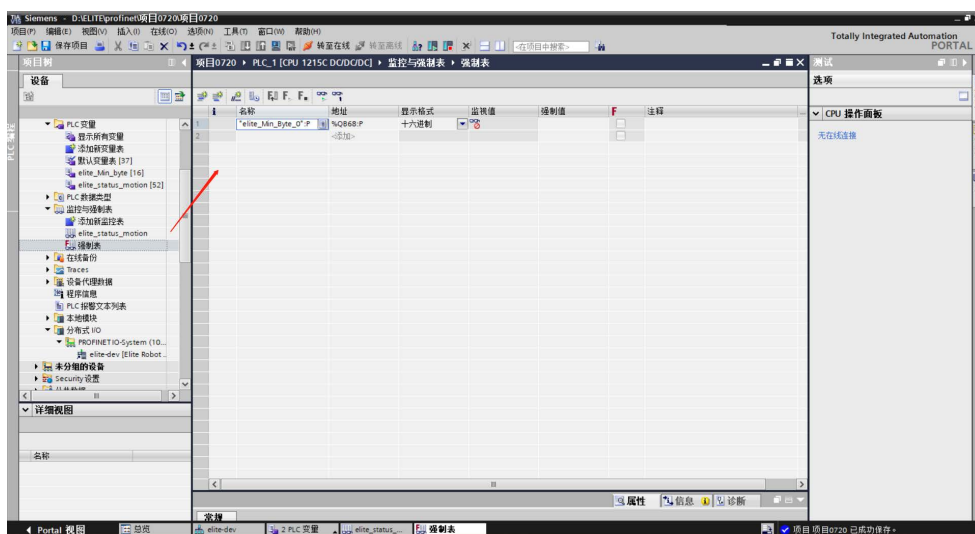 Siemens - D:\ELITE\profinet\项目0720\项目0720
项目(P) 编辑(E) 视图(V) 插入(I) 在线(O) 选项(N) 工具(T) 窗口(W) 帮助(H)
Totally Integrated Automation
PORTAL
保存项目 转至在线 转至离线 <在项目中搜索>
项目树
项目0720 PLC_1 [CPU 1215C DC/DC/DC] 监控与强制表 强制表
测试
设备
选项
i 名称 地址 显示格式 监视值 强制值 F 注释
CPU 操作面板
1 "elite_Min_Byte_0":P %QB68:P 十六进制
2 <添加>
无在线连接
PLC 变量
显示所有变量
添加新变量表
默认变量表 [37]
elite_Min_byte [16]
elite_status_motion [52]
PLC 数据类型
监控与强制表
添加新监控表
elite_status_motion
强制表
在线备份
Traces
设备代理数据
程序信息
PLC 报警文本列表
本地模块
分布式 I/O
PROFINET IO-System (10...
elite-dev [Elite Robot...
未分组的设备
Security 设置
详细视图
名称
属性 信息 诊断
常规
Portal 视图 总览 elite-dev 2 PLC 变量 elite_status_... 强制表
项目 项目0720 已成功保存。